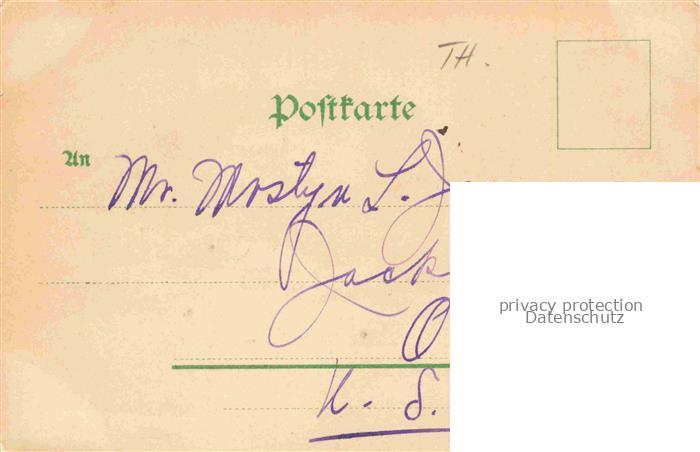 TH.
Postkarte
An
Mr. Mostyn L. J
Jack
O
U. S.
privacy protection
Datenschutz